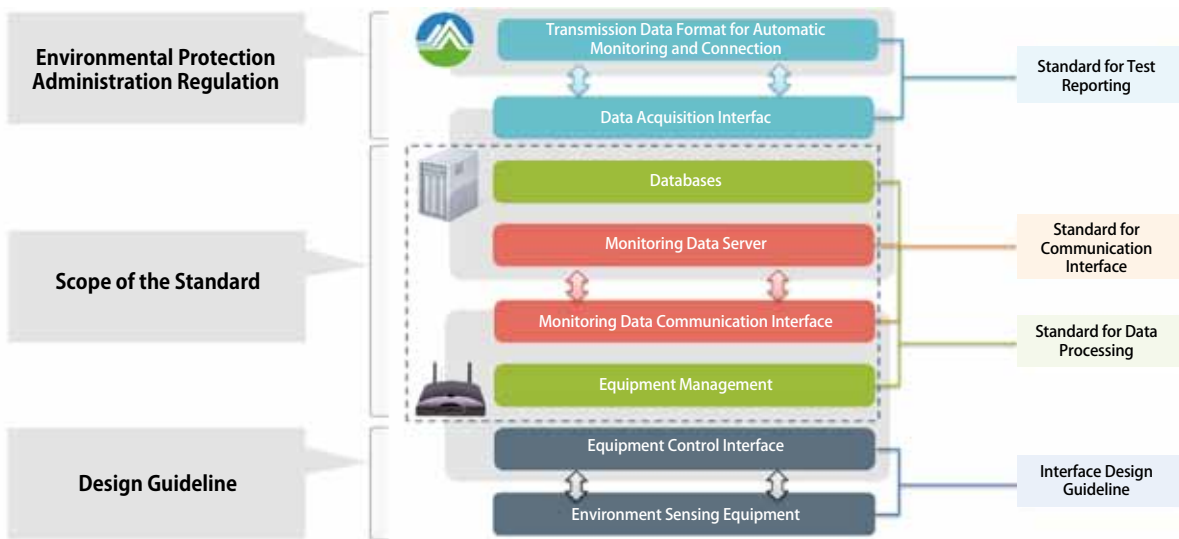 Environmental Protection
Administration Regulation
Scope of the Standard
Design Guideline
Transmission Data Format for Automatic
Monitoring and Connection
Data Acquisition Interfac
Databases
Monitoring Data Server
Monitoring Data Communication Interface
Equipment Management
Equipment Control Interface
Environment Sensing Equipment
Standard for Test
Reporting
Standard for
Communication
Interface
Standard for Data
Processing
Interface Design
Guideline